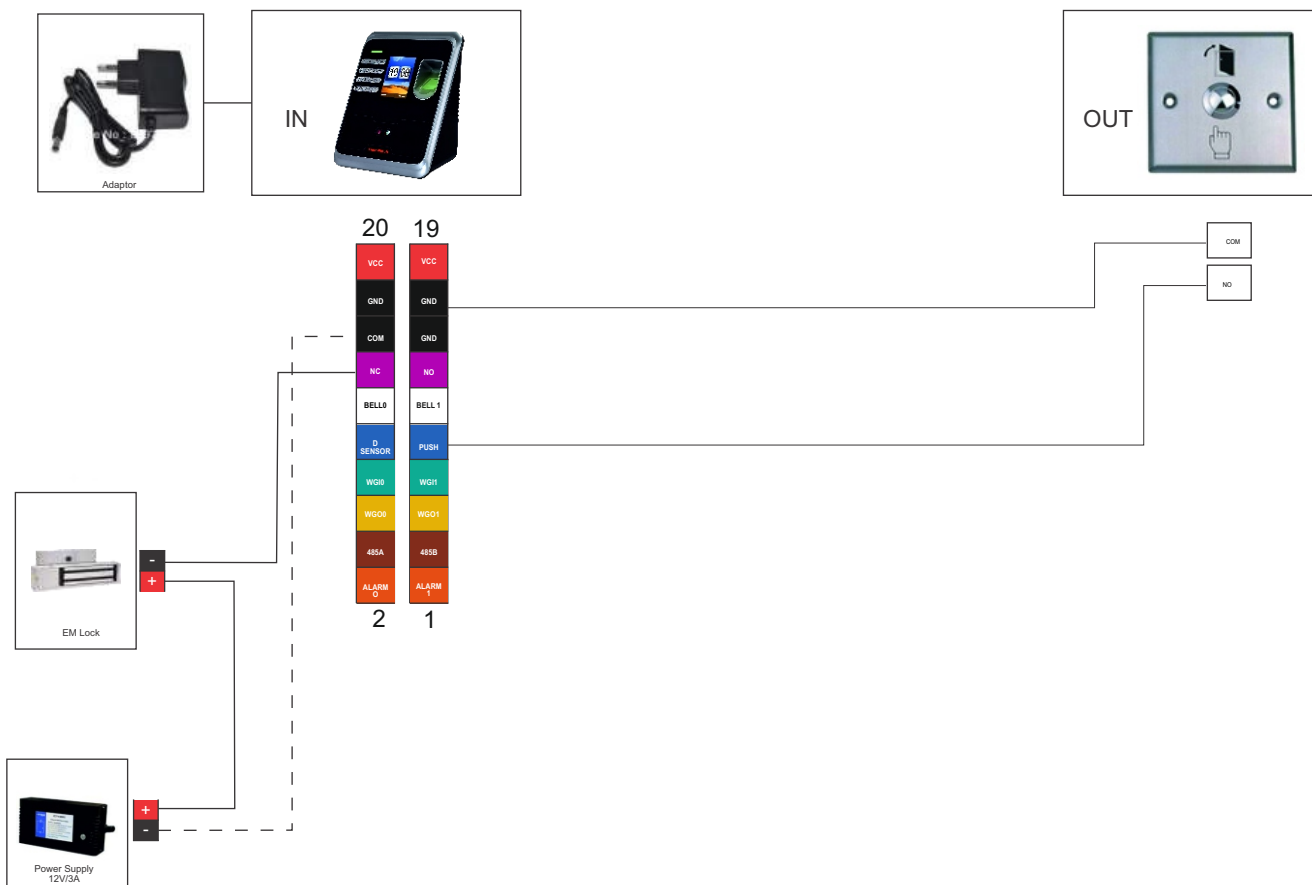 IN
OUT
Adaptor
20 19
VCC VCC
GND GND
COM GND
NC NO
BELL0 BELL 1
D
SENSOR
PUSH
WGI0 WGI1
WGO0 WGO1
485A 485B
ALARM
O
ALARM
1
2 1
COM
NO
-
+
EM Lock
+
-
Power Supply
12V/3A